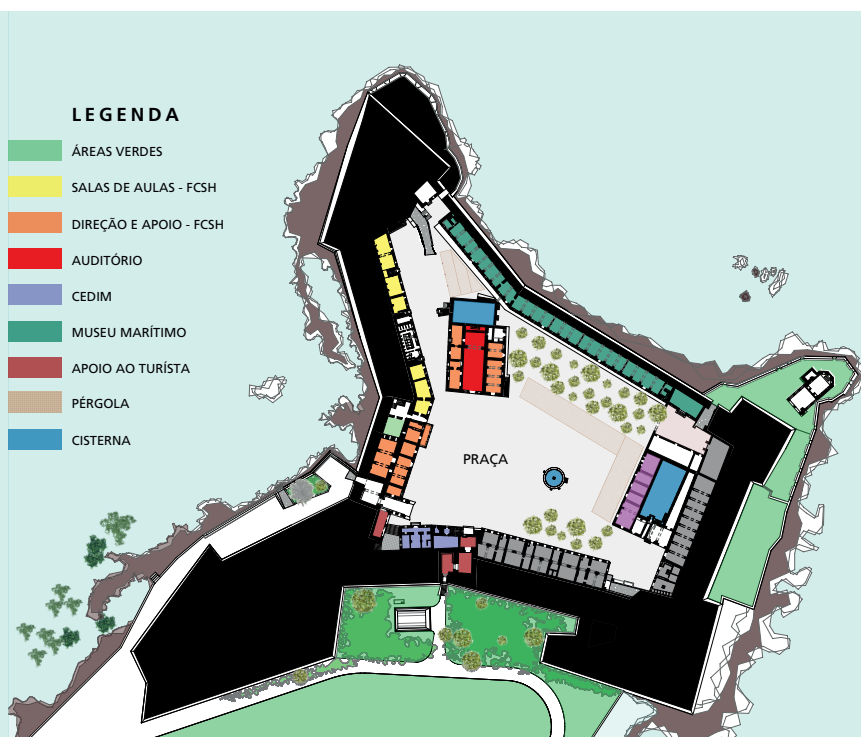 LEGENDA
ÁREAS VERDES
SALAS DE AULAS - FCSH
DIREÇÃO E APOIO - FCSH
AUDITÓRIO
CEDIM
MUSEU MARÍTIMO
APOIO AO TURÍSTA
PÉRGOLA
CISTERNA
PRAÇA